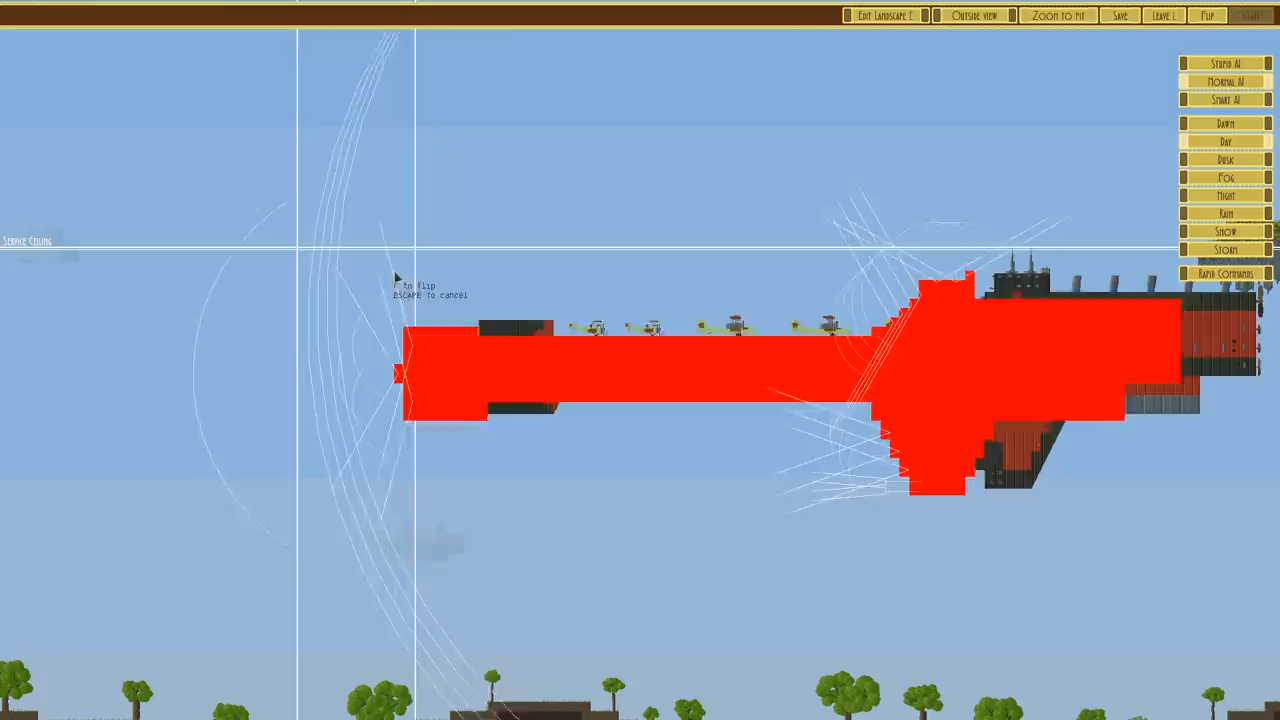 Edit Landscape E
Outside view
Zoom to fit
Save
Leave L
Flip
Stupid AI
Normal AI
Smart AI
Dawn
Day
Dusk
Fog
Night
Rain
Snow
Storm
Rapid Commands
Service Ceiling
F to flip
ESCAPE to cancel